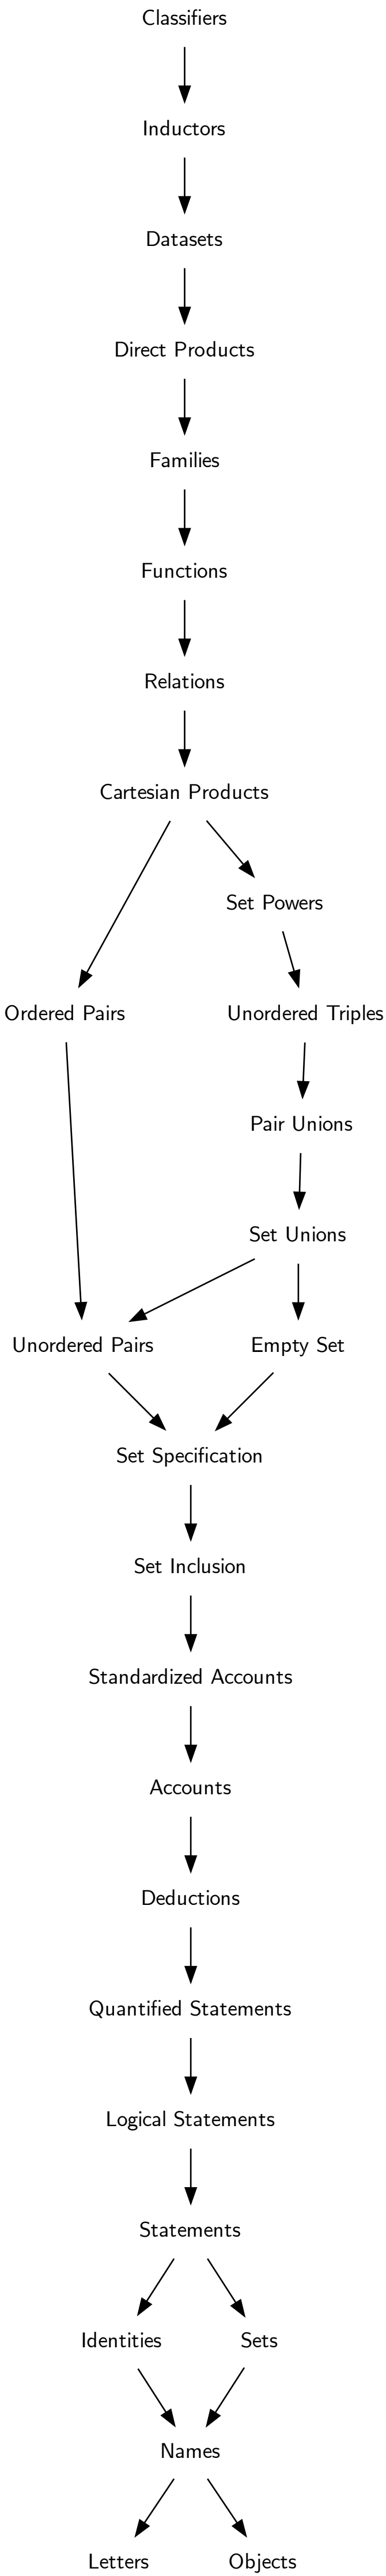 Classifiers
Inductors
Datasets
Direct Products
Families
Functions
Relations
Cartesian Products
Set Powers
Ordered Pairs
Unordered Triples
Pair Unions
Set Unions
Unordered Pairs
Empty Set
Set Specification
Set Inclusion
Standardized Accounts
Accounts
Deductions
Quantified Statements
Logical Statements
Statements
Identities
Sets
Names
Letters
Objects